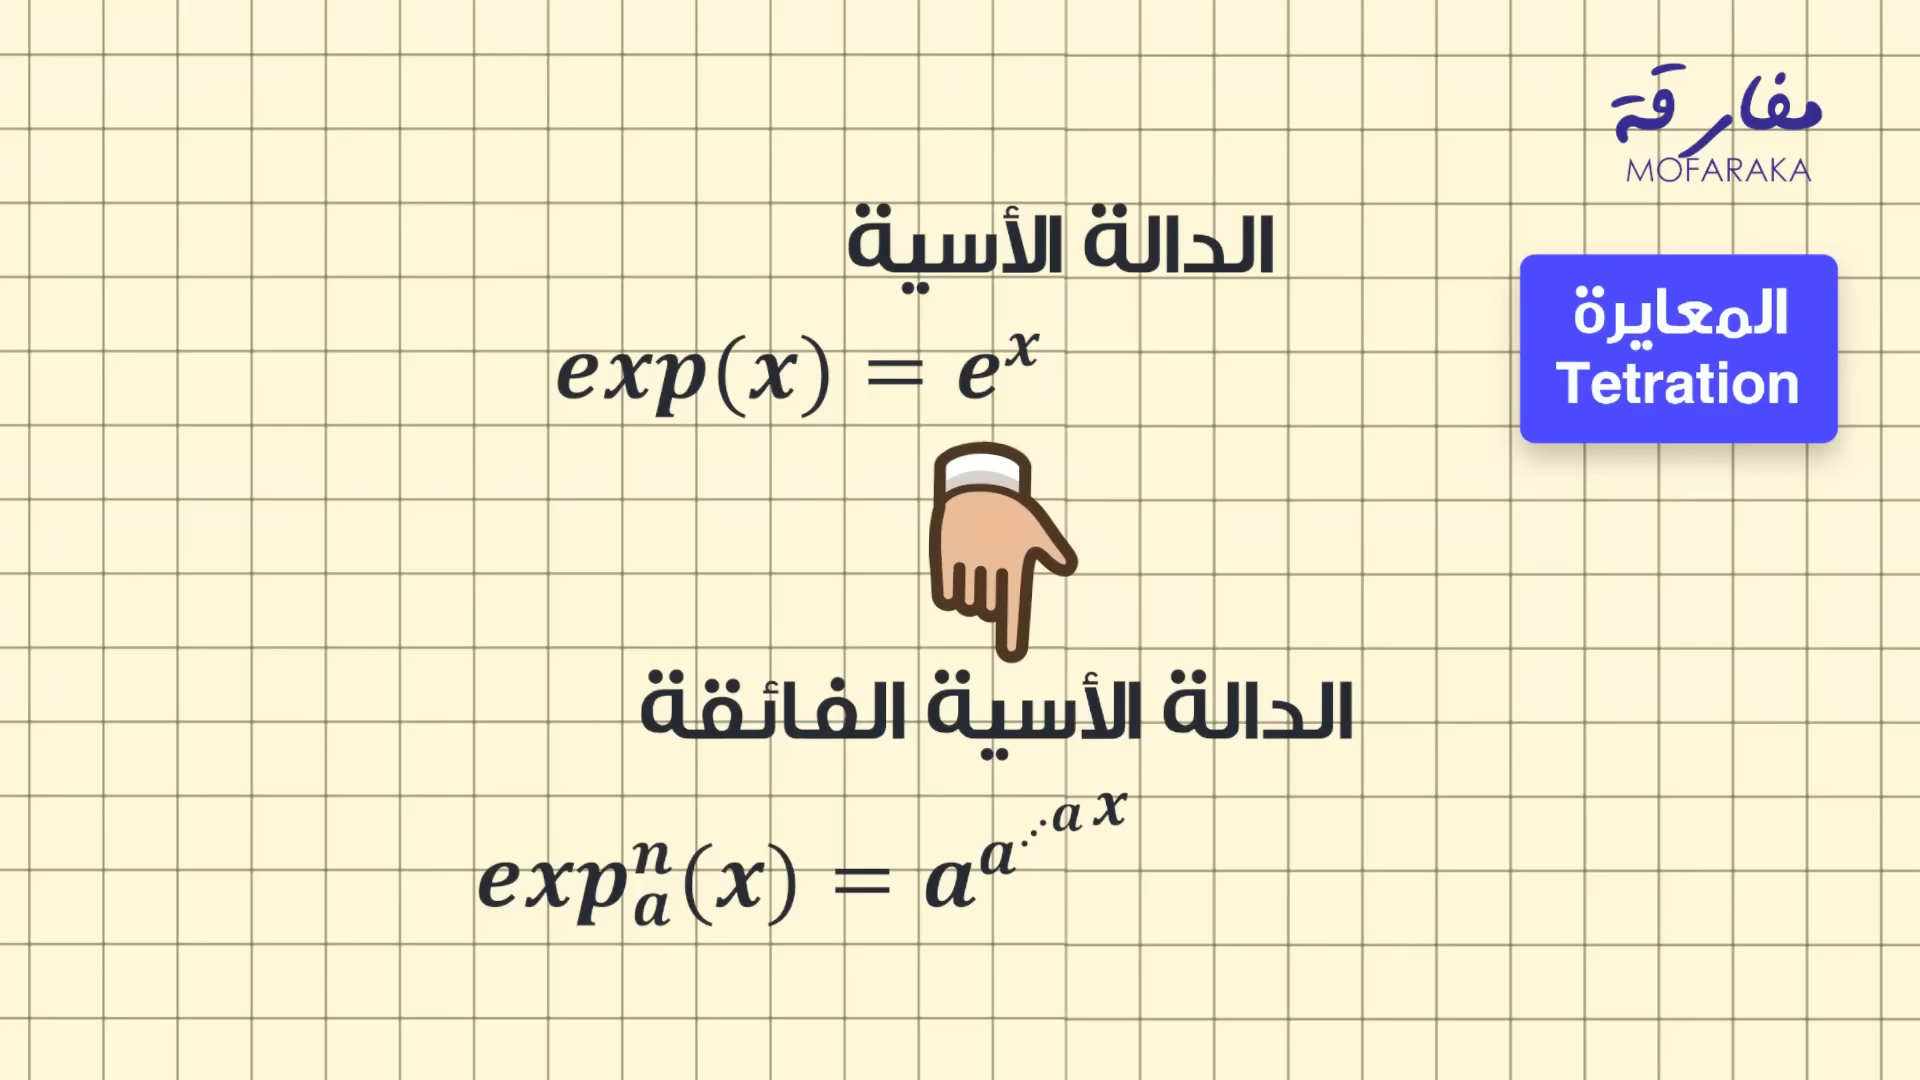 مفارقة
MOFARAKA
الدالة الأسية
المعايرة
Tetration
exp(x) = e^x
الدالة الأسية الفائقة
exp_a^n(x) = a^{a^{⋰^{a^x}}}